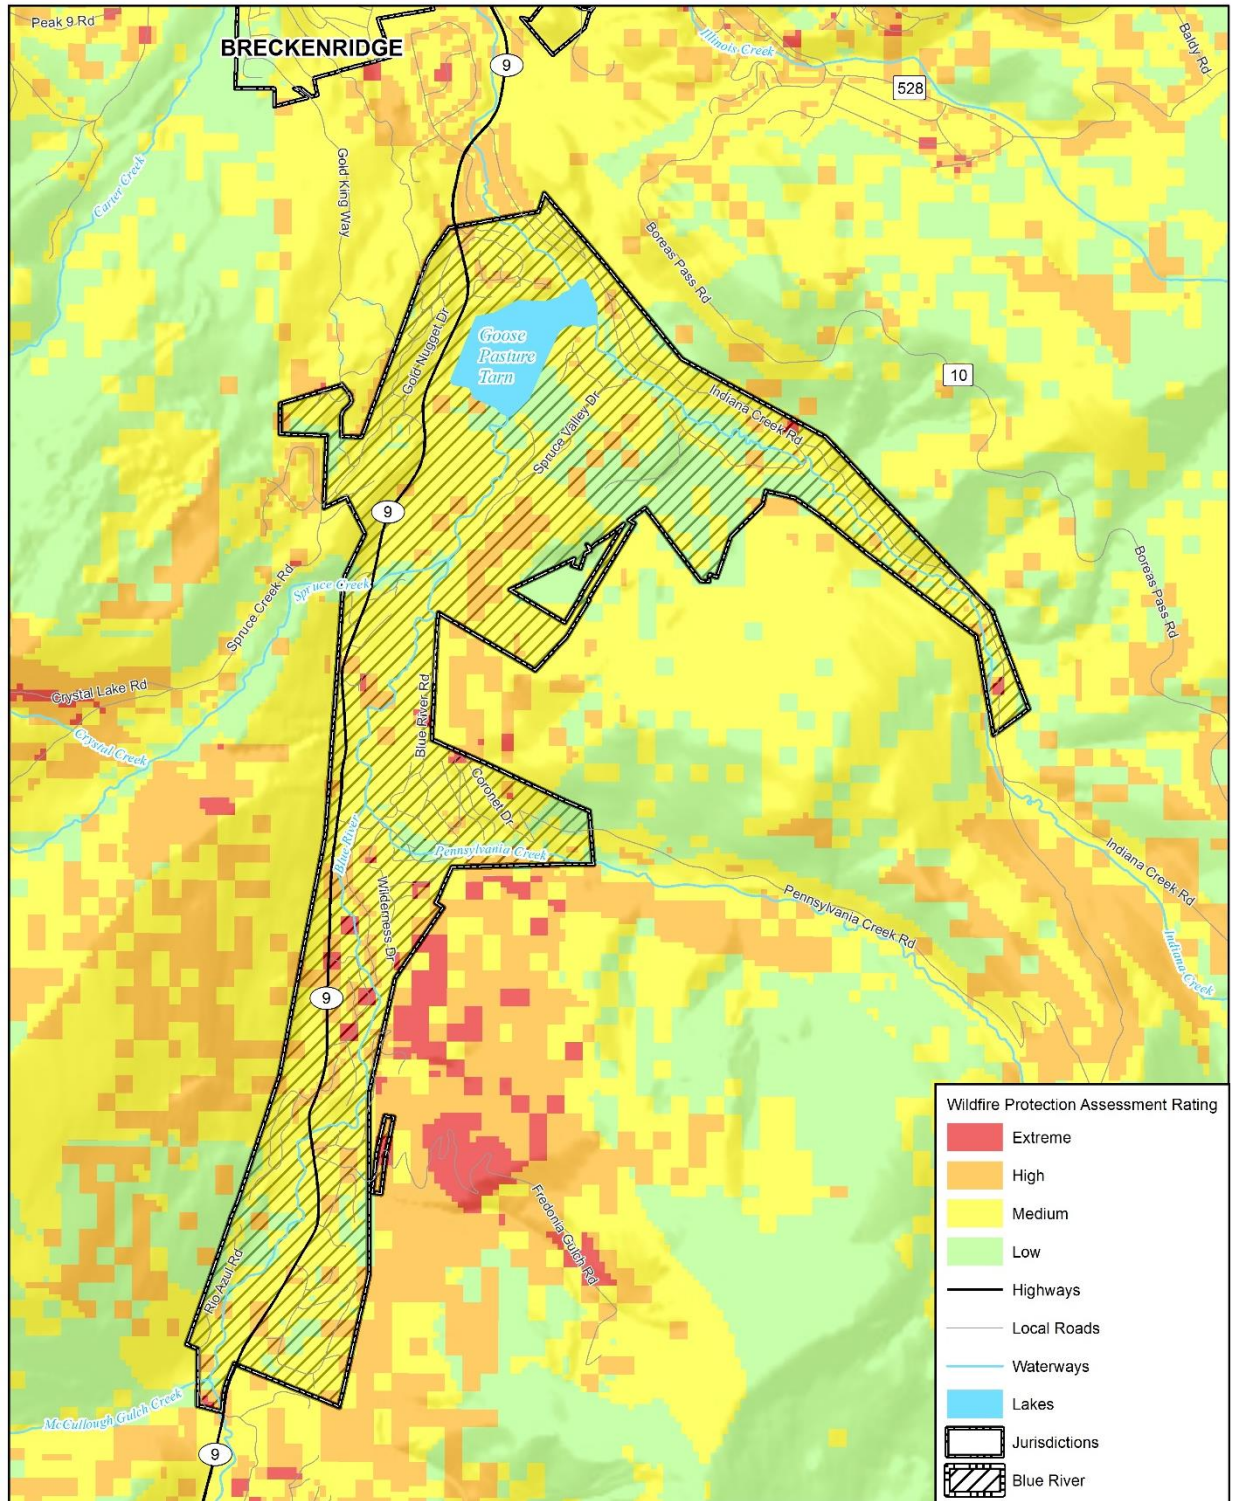 Peak 9 Rd
BRECKENRIDGE
9
Illinois Creek
Baldy Rd
528
Carter Creek
Gold King Way
Boreas Pass Rd
Gold Nugget Dr
Goose
Pasture
Tarn
10
Indiana Creek Rd
Spruce Valley Dr
9
Boreas Pass Rd
Spruce Creek
Spruce Creek Rd
Crystal Lake Rd
Crystal Creek
Blue River Rd
Coronet Dr
Blue River
Pennsylvania Creek
Indiana Creek Rd
Wilderness Dr
Pennsylvania Creek Rd
Indiana Creek
9
Fredonia Gulch Rd
Rio Azul Rd
McCullough Gulch Creek
9
Wildfire Protection Assessment Rating
Extreme
High
Medium
Low
Highways
Local Roads
Waterways
Lakes
Jurisdictions
Blue River